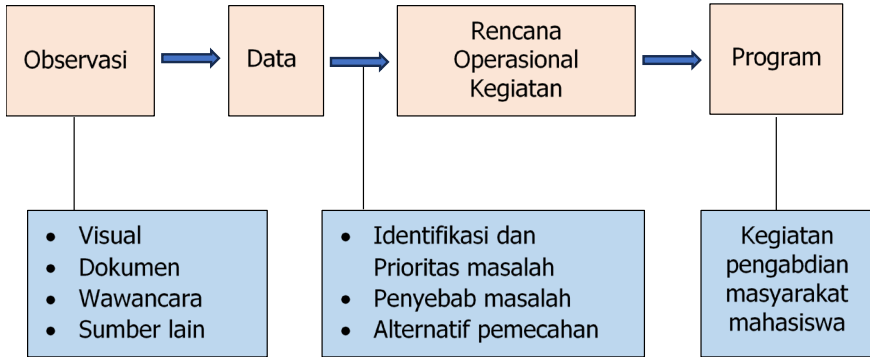 Observasi
Data
Rencana
Operasional
Kegiatan
Program
• Visual
• Dokumen
• Wawancara
• Sumber lain
• Identifikasi dan
Prioritas masalah
• Penyebab masalah
• Alternatif pemecahan
Kegiatan
pengabdian
masyarakat
mahasiswa